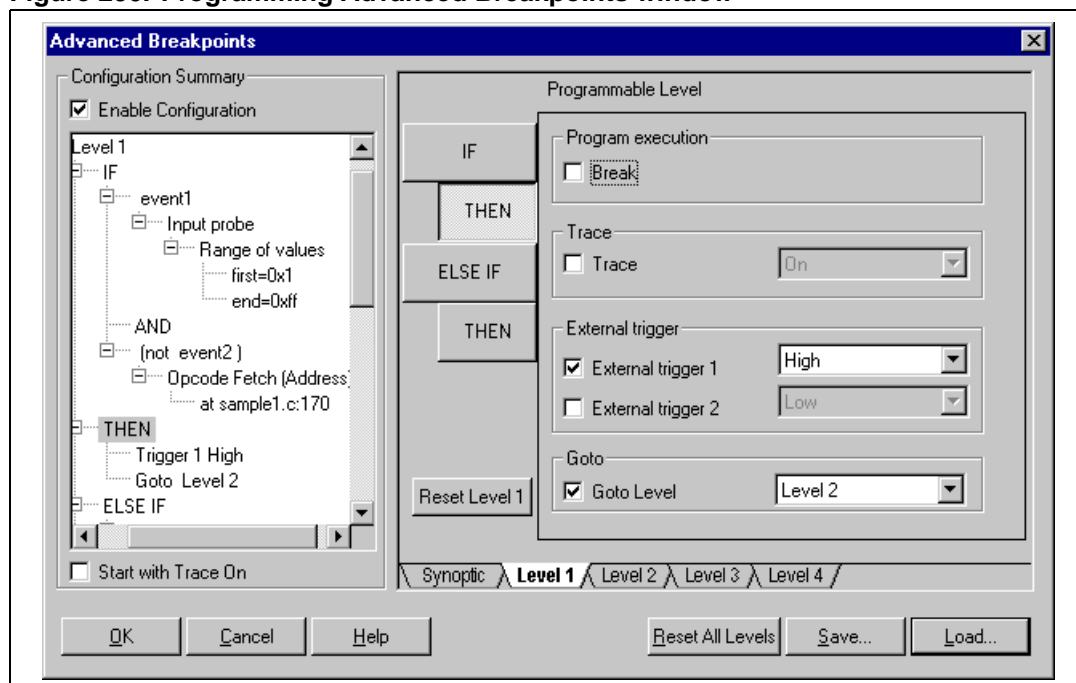 Figure Programming Advanced Breakpoints window
Advanced Breakpoints
Configuration Summary
Enable Configuration
Level 1
IF
event1
Input probe
Range of values
first=0x1
end=0xff
AND
(not event2 )
Opcode Fetch (Address)
at sample1.c:170
THEN
Trigger 1 High
Goto Level 2
ELSE IF
Start with Trace On
Programmable Level
IF
THEN
ELSE IF
THEN
Reset Level 1
Program execution
Break
Trace
Trace
On
External trigger
External trigger 1
High
External trigger 2
Low
Goto
Goto Level
Level 2
Synoptic Level 1 Level 2 Level 3 Level 4
OK Cancel Help Reset All Levels Save... Load...